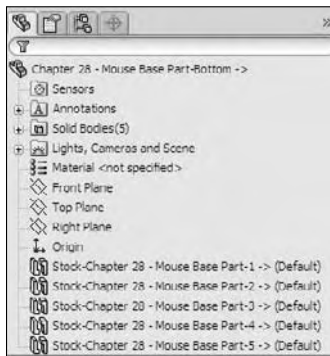 Chapter 28 - Mouse Base Part-Bottom ->
Sensors
Annotations
Solid Bodies(5)
Lights, Cameras and Scene
Material <not specified>
Front Plane
Top Plane
Right Plane
Origin
Stock-Chapter 28 - Mouse Base Part-1 -> (Default)
Stock-Chapter 28 - Mouse Base Part-2 -> (Default)
Stock-Chapter 28 - Mouse Base Part-3 -> (Default)
Stock-Chapter 28 - Mouse Base Part-4 -> (Default)
Stock-Chapter 28 - Mouse Base Part-5 -> (Default)